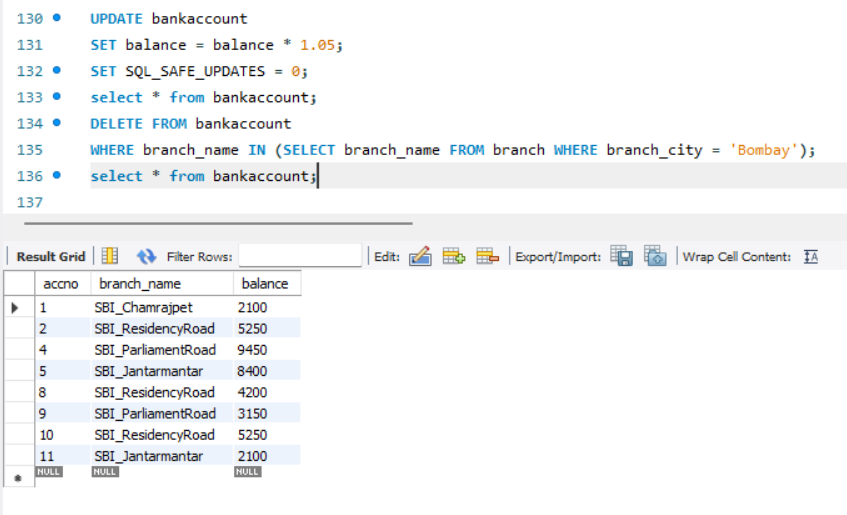 130 UPDATE bankaccount
131 SET balance = balance * 1.05;
132 SET SQL_SAFE_UPDATES = 0;
133 select * from bankaccount;
134 DELETE FROM bankaccount
135 WHERE branch_name IN (SELECT branch_name FROM branch WHERE branch_city = 'Bombay');
136 select * from bankaccount;
137
Result Grid Filter Rows: Edit: Export/Import: Wrap Cell Content: IA
accno branch_name balance
1 SBI_Chamrajpet 2100
2 SBI_ResidencyRoad 5250
4 SBI_ParliamentRoad 9450
5 SBI_Jantarmantar 8400
8 SBI_ResidencyRoad 4200
9 SBI_ParliamentRoad 3150
10 SBI_ResidencyRoad 5250
11 SBI_Jantarmantar 2100
NULL NULL NULL